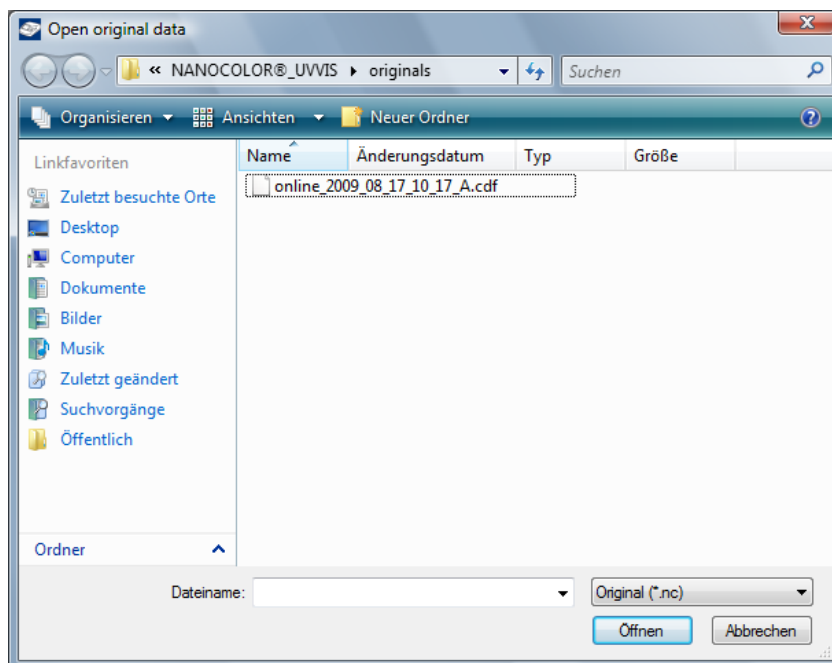 Open original data
« NANOCOLOR®_UVVIS ▸ originals
Suchen
Organisieren
Ansichten
Neuer Ordner
Linkfavoriten
Zuletzt besuchte Orte
Desktop
Computer
Dokumente
Bilder
Musik
Zuletzt geändert
Suchvorgänge
Öffentlich
Ordner
Name Änderungsdatum Typ Größe
online_2009_08_17_10_17_A.cdf
Dateiname:
Original (*.nc)
Öffnen Abbrechen